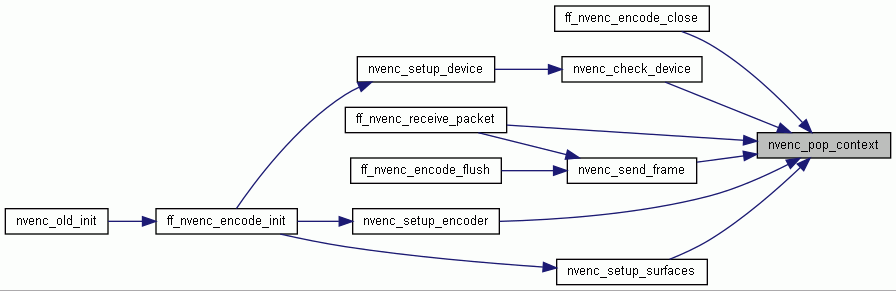 ff_nvenc_encode_close
nvenc_setup_device
nvenc_check_device
ff_nvenc_receive_packet
nvenc_pop_context
ff_nvenc_encode_flush
nvenc_send_frame
nvenc_old_init
ff_nvenc_encode_init
nvenc_setup_encoder
nvenc_setup_surfaces